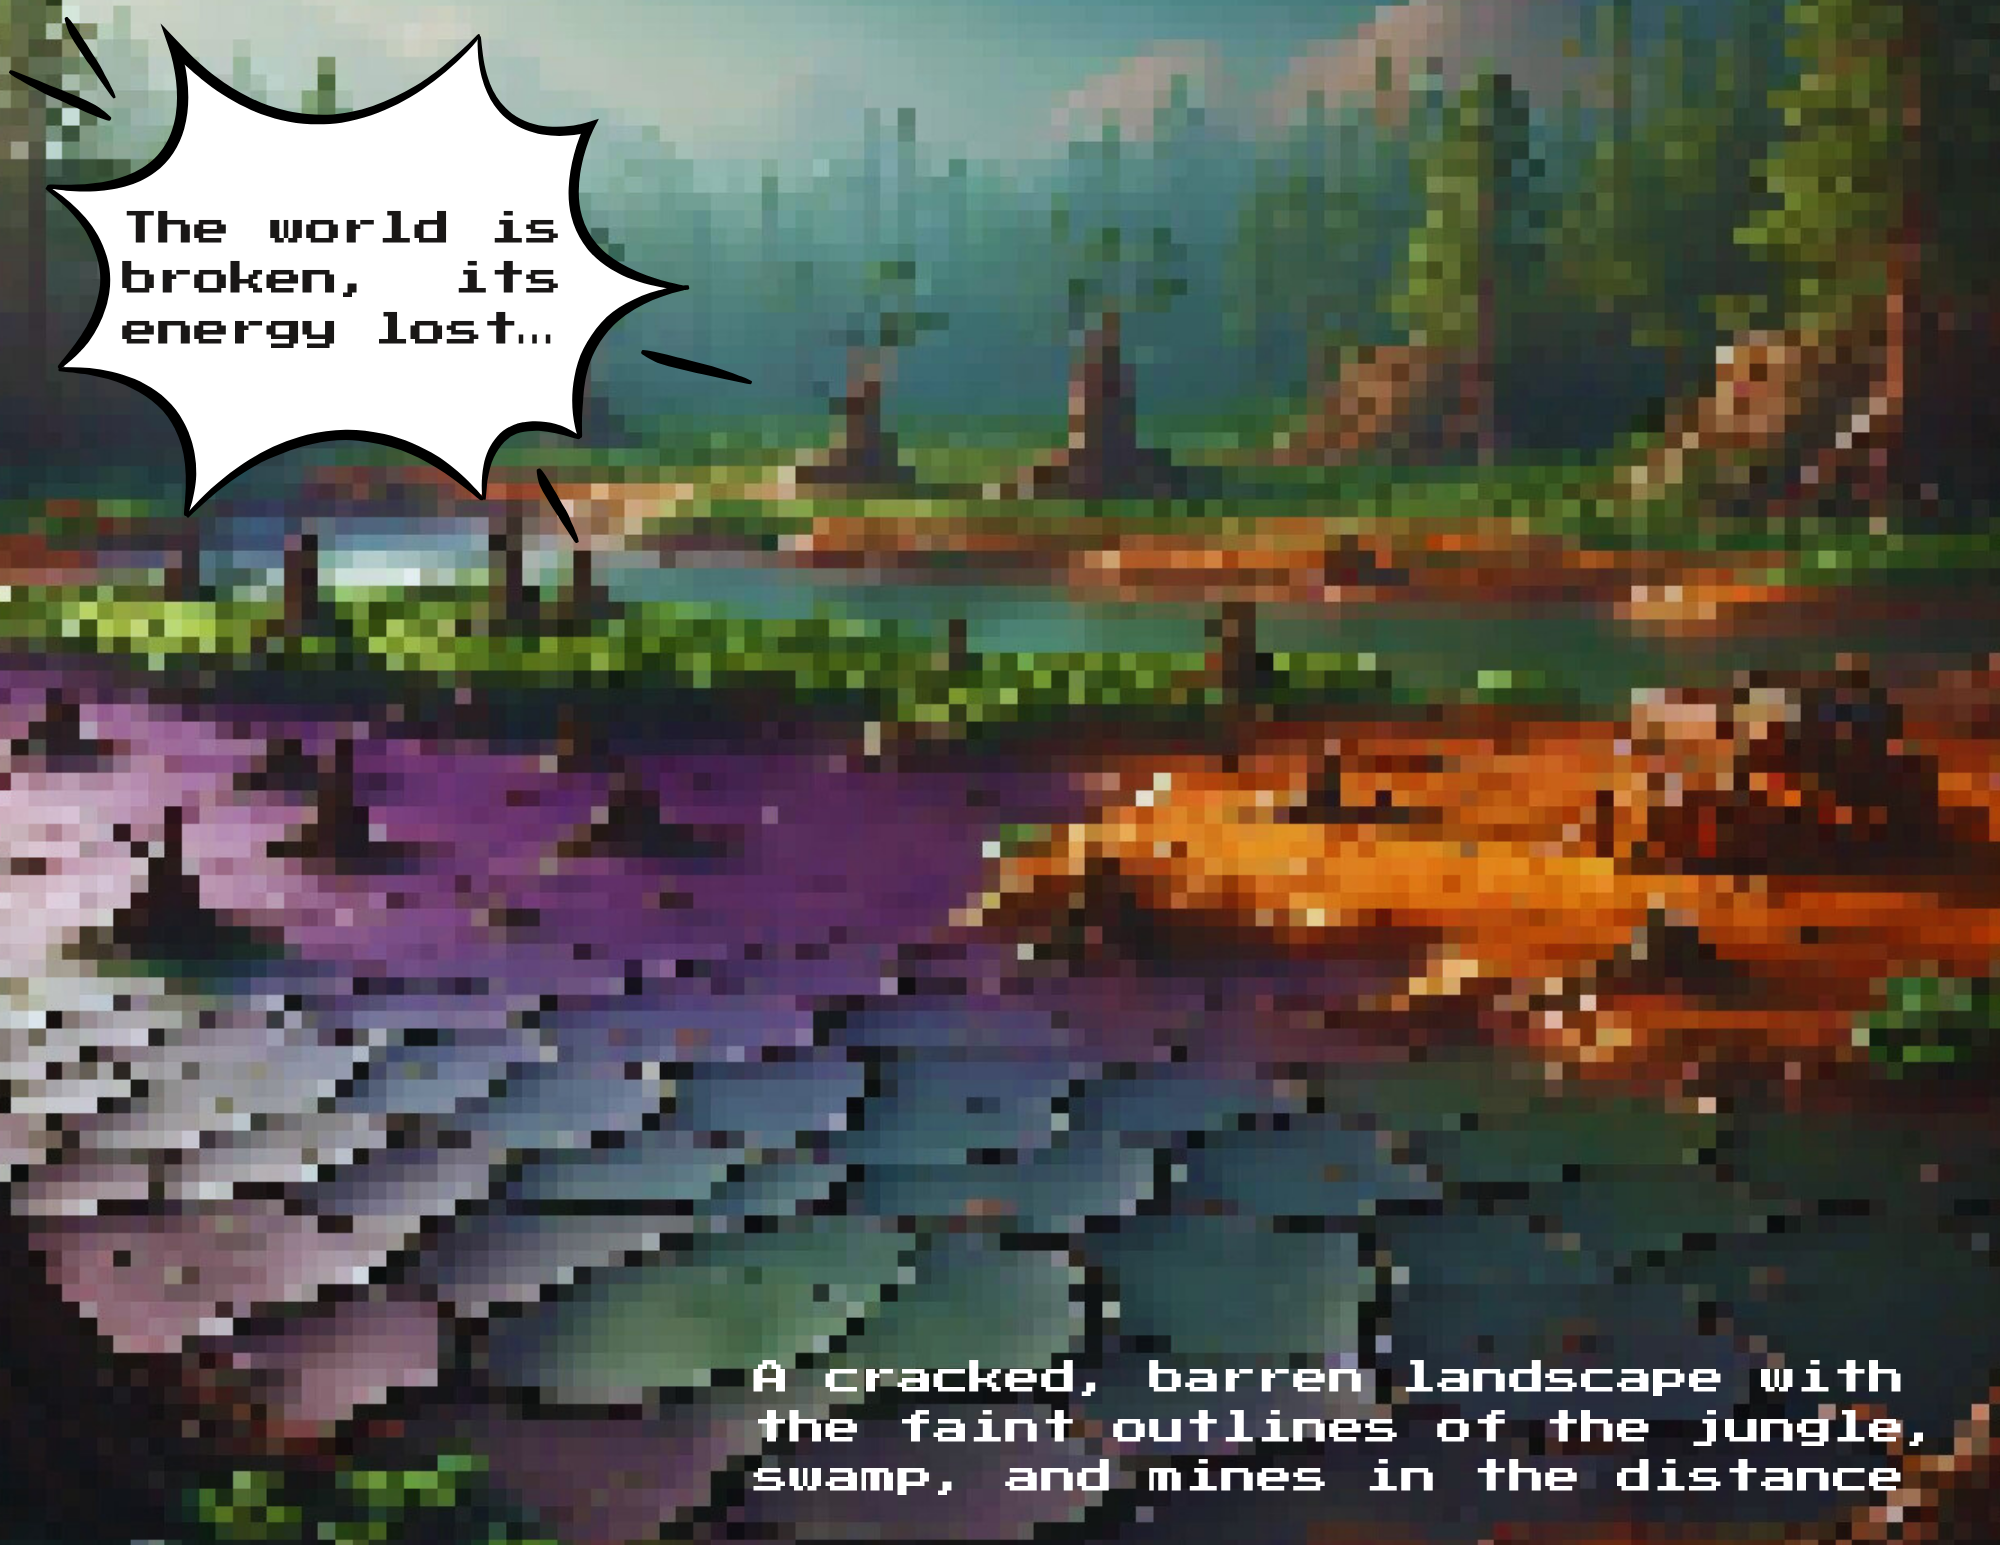 The world is
broken, its
energy lost...
A cracked, barren landscape with
the faint outlines of the jungle,
swamp, and mines in the distance